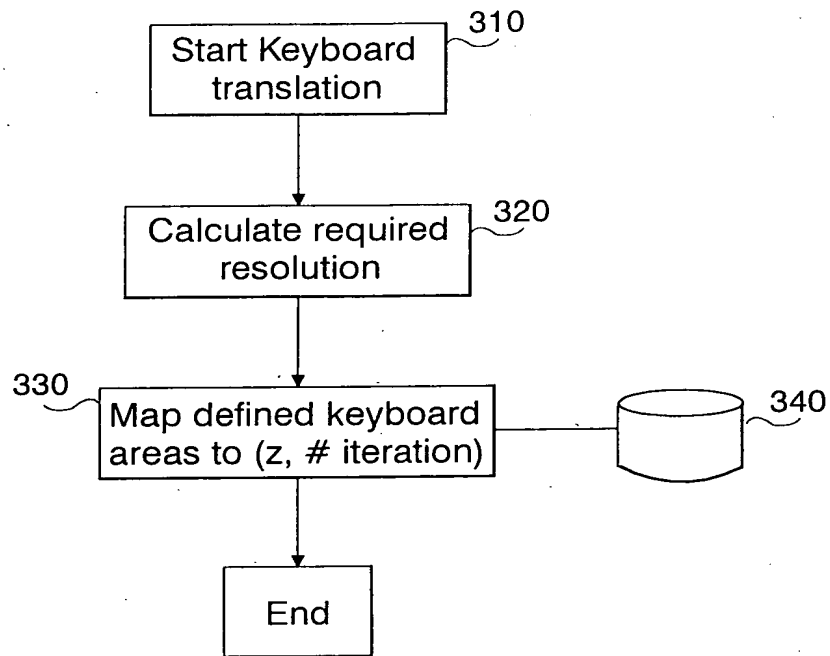 310
Start Keyboard
translation
320
Calculate required
resolution
330
Map defined keyboard
areas to (z, # iteration)
340
End